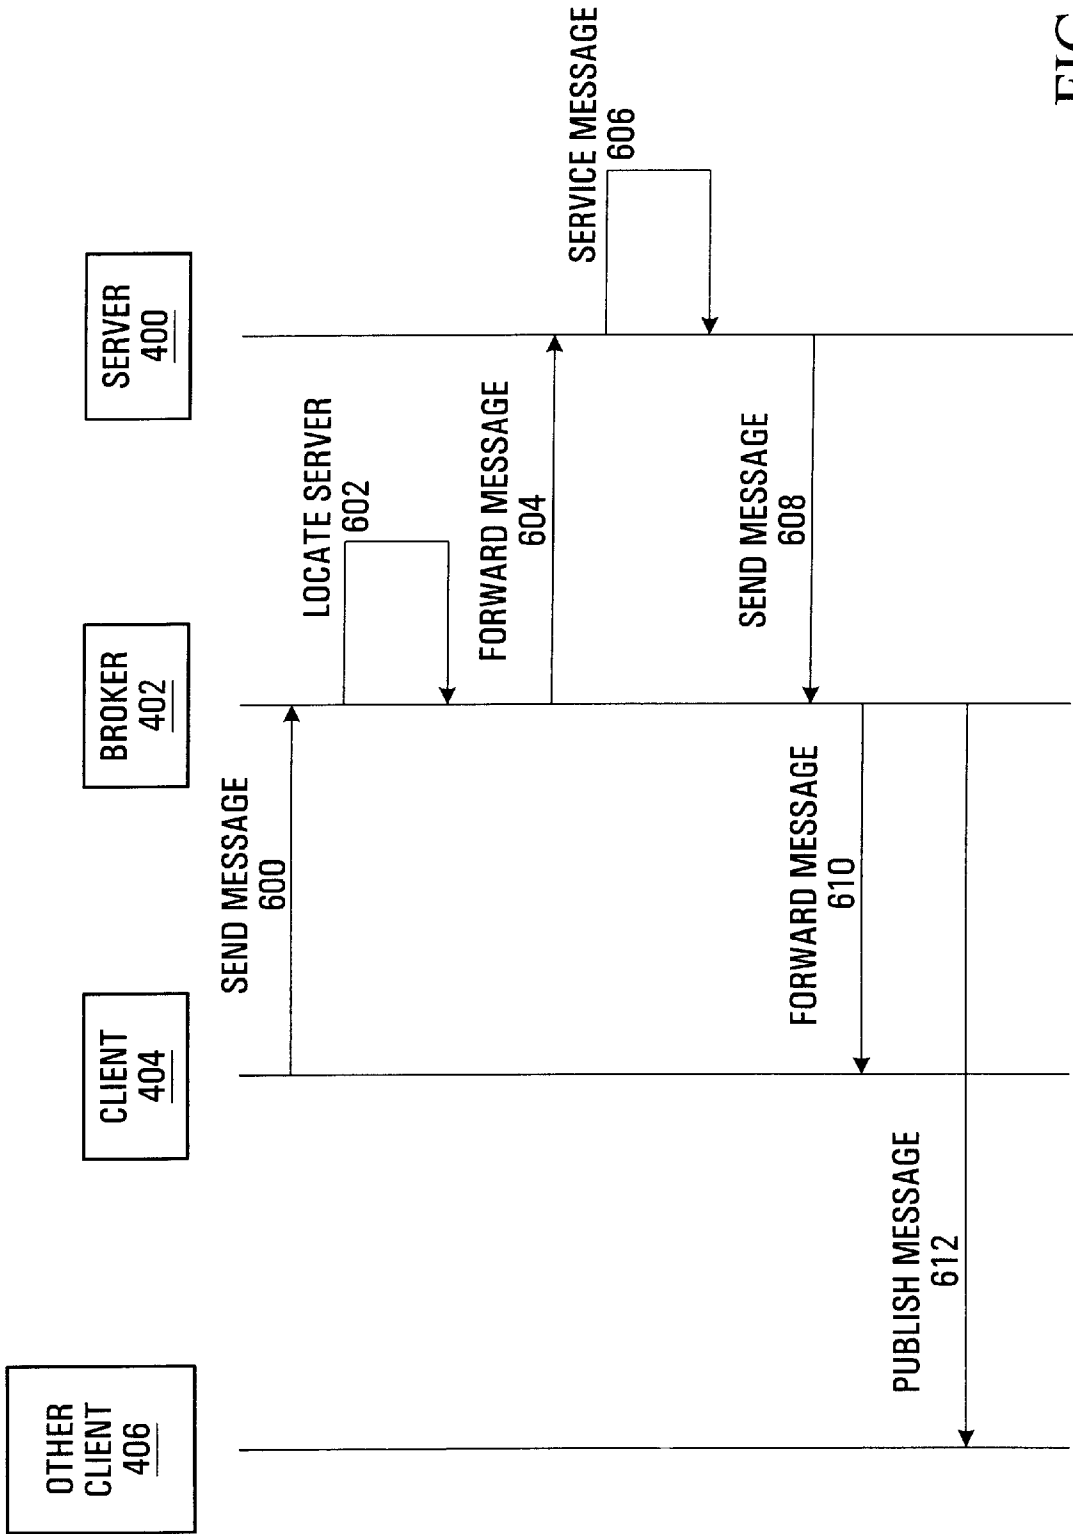 OTHER
CLIENT
406
CLIENT
404
BROKER
402
SERVER
400
SEND MESSAGE
600
LOCATE SERVER
602
FORWARD MESSAGE
604
SERVICE MESSAGE
606
SEND MESSAGE
608
FORWARD MESSAGE
610
PUBLISH MESSAGE
612